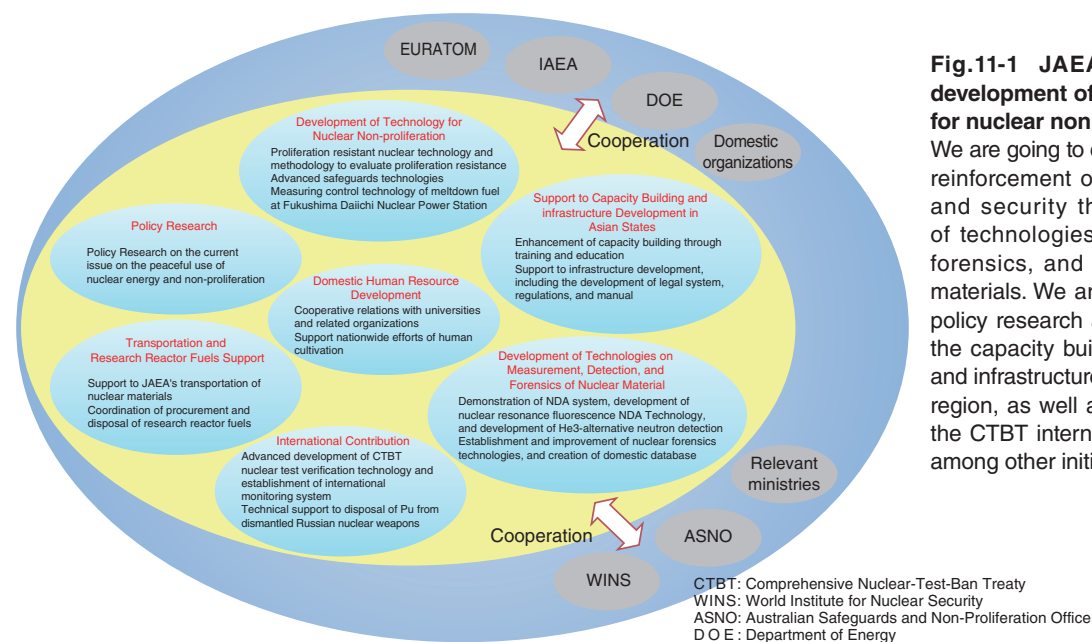 EURATOM
IAEA
DOE
Cooperation
Domestic
organizations
Development of Technology for
Nuclear Non-proliferation
Proliferation resistant nuclear technology and
methodology to evaluate proliferation resistance
Advanced safeguards technologies
Measuring control technology of meltdown fuel
at Fukushima Daiichi Nuclear Power Station
Support to Capacity Building and
infrastructure Development in
Asian States
Enhancement of capacity building through
training and education
Support to infrastructure development,
including the development of legal system,
regulations, and manual
Policy Research
Policy Research on the current
issue on the peaceful use of
nuclear energy and non-proliferation
Domestic Human Resource
Development
Cooperative relations with universities
and related organizations
Support nationwide efforts of human
cultivation
Transportation and
Research Reactor Fuels Support
Support to JAEA's transportation of
nuclear materials
Coordination of procurement and
disposal of research reactor fuels
Development of Technologies on
Measurement, Detection, and
Forensics of Nuclear Material
Demonstration of NDA system, development of
nuclear resonance fluorescence NDA Technology,
and development of He3-alternative neutron detection
Establishment and improvement of nuclear forensics
technologies, and creation of domestic database
International Contribution
Advanced development of CTBT
nuclear test verification technology and
establishment of international
monitoring system
Technical support to disposal of Pu from
dismantled Russian nuclear weapons
Relevant
ministries
Cooperation
ASNO
WINS
CTBT: Comprehensive Nuclear-Test-Ban Treaty
WINS: World Institute for Nuclear Security
ASNO: Australian Safeguards and Non-Proliferation Office
D O E : Department of Energy
Fig.11-1 JAEA
development of
for nuclear non
We are going to
reinforcement o
and security th
of technologies
forensics, and
materials. We ar
policy research
the capacity buil
and infrastructure
region, as well a
the CTBT intern
among other initi